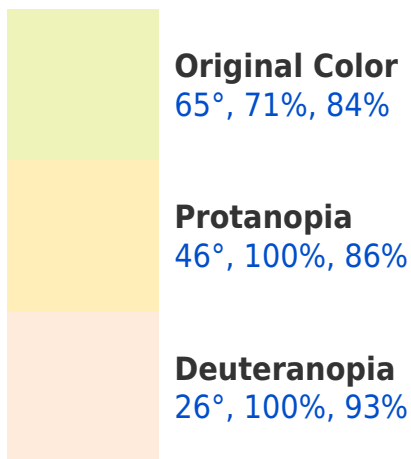 Original Color
65°, 71%, 84%
Protanopia
46°, 100%, 86%
Deuteranopia
26°, 100%, 93%